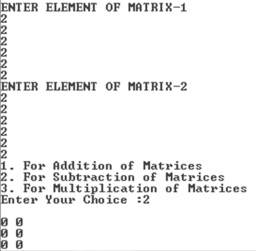 ENTER ELEMENT OF MATRIX-1
2
2
2
2
2
2
ENTER ELEMENT OF MATRIX-2
2
2
2
2
2
2
1. For Addition of Matrices
2. For Subtraction of Matrices
3. For Multiplication of Matrices
Enter Your Choice :2
0 0
0 0
0 0